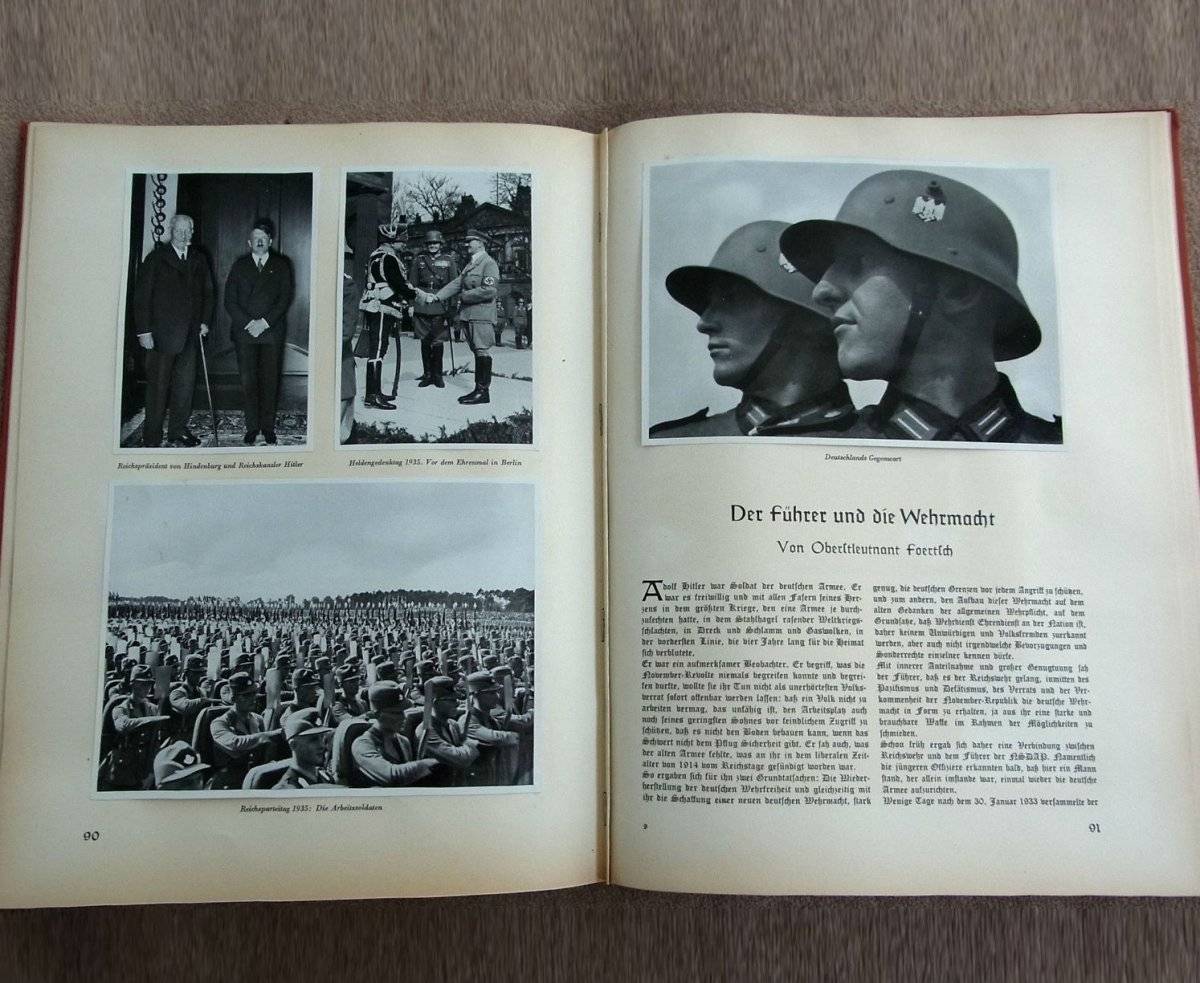 Reichspräsident von Hindenburg und Reichskanzler Hitler
Heldengedenktag 1935. Vor dem Ehrenmal in Berlin
Reichsparteitag 1935: Die Arbeitssoldaten
90
Deutschlands Gegenwart
Der Führer und die Wehrmacht
Von Oberstleutnant Foertsch
Adolf Hitler war Soldat der deutschen Armee. Er
war es freiwillig und mit allen Fasern seines Her-
zens in dem größten Kriege, den eine Armee je durch-
zufechten hatte, in dem Stahlhagel rasender Weltkriegs-
schlachten, in Dreck und Schlamm und Gaswolken, in
der vordersten Linie, die vier Jahre lang für die Heimat
sich verblutete.
Er war ein aufmerksamer Beobachter. Er begriff, was die
November-Revolte niemals begreifen konnte und begrei-
fen durfte, wollte sie ihr Tun nicht als unerhörtesten Volks-
verrat sofort offenbar werden lassen: daß ein Volk nicht zu
arbeiten vermag, das unfähig ist, den Arbeitsplatz auch
noch seines geringsten Sohnes vor feindlichem Zugriff zu
schützen, daß es nicht den Boden bebauen kann, wenn das
Schwert nicht dem Pflug Sicherheit gibt. Er sah auch, was
der alten Armee fehlte, was an ihr in dem liberalen Zeit-
alter von 1914 vom Reichstage gesündigt worden war.
So ergaben sich für ihn zwei Grundtatsachen: Die Wieder-
herstellung der deutschen Wehrfreiheit und gleichzeitig mit
ihr die Schaffung einer neuen deutschen Wehrmacht, stark
genug, die deutschen Grenzen vor jedem Angriff zu schützen,
und zum andern, den Aufbau dieser Wehrmacht auf dem
alten Gedanken der allgemeinen Wehrpflicht, auf dem
Grundsatze, daß Wehrdienst Ehrendienst an der Nation ist,
daher keinem Unwürdigen und Volksfremden zuerkannt
werden, aber auch nicht irgendwelche Bevorzugungen und
Sonderrechte einzelner kennen dürfe.
Mit innerer Anteilnahme und großer Genugtuung sah
der Führer, daß es der Reichswehr gelang, inmitten des
Pazifismus und Defätismus, des Verrats und der Ver-
kommenheit der November-Republik die deutsche Wehr-
macht in Form zu erhalten, ja aus ihr eine starke und
brauchbare Waffe im Rahmen der Möglichkeiten zu
schmieden.
Schon früh ergab sich daher eine Verbindung zwischen
Reichswehr und dem Führer der NSDAP. Namentlich
die jüngeren Offiziere erkannten bald, daß hier ein Mann
stand, der allein imstande war, einmal wieder die deutsche
Armee aufzurichten.
Wenige Tage nach dem 30. Januar 1933 versammelte der
9
91